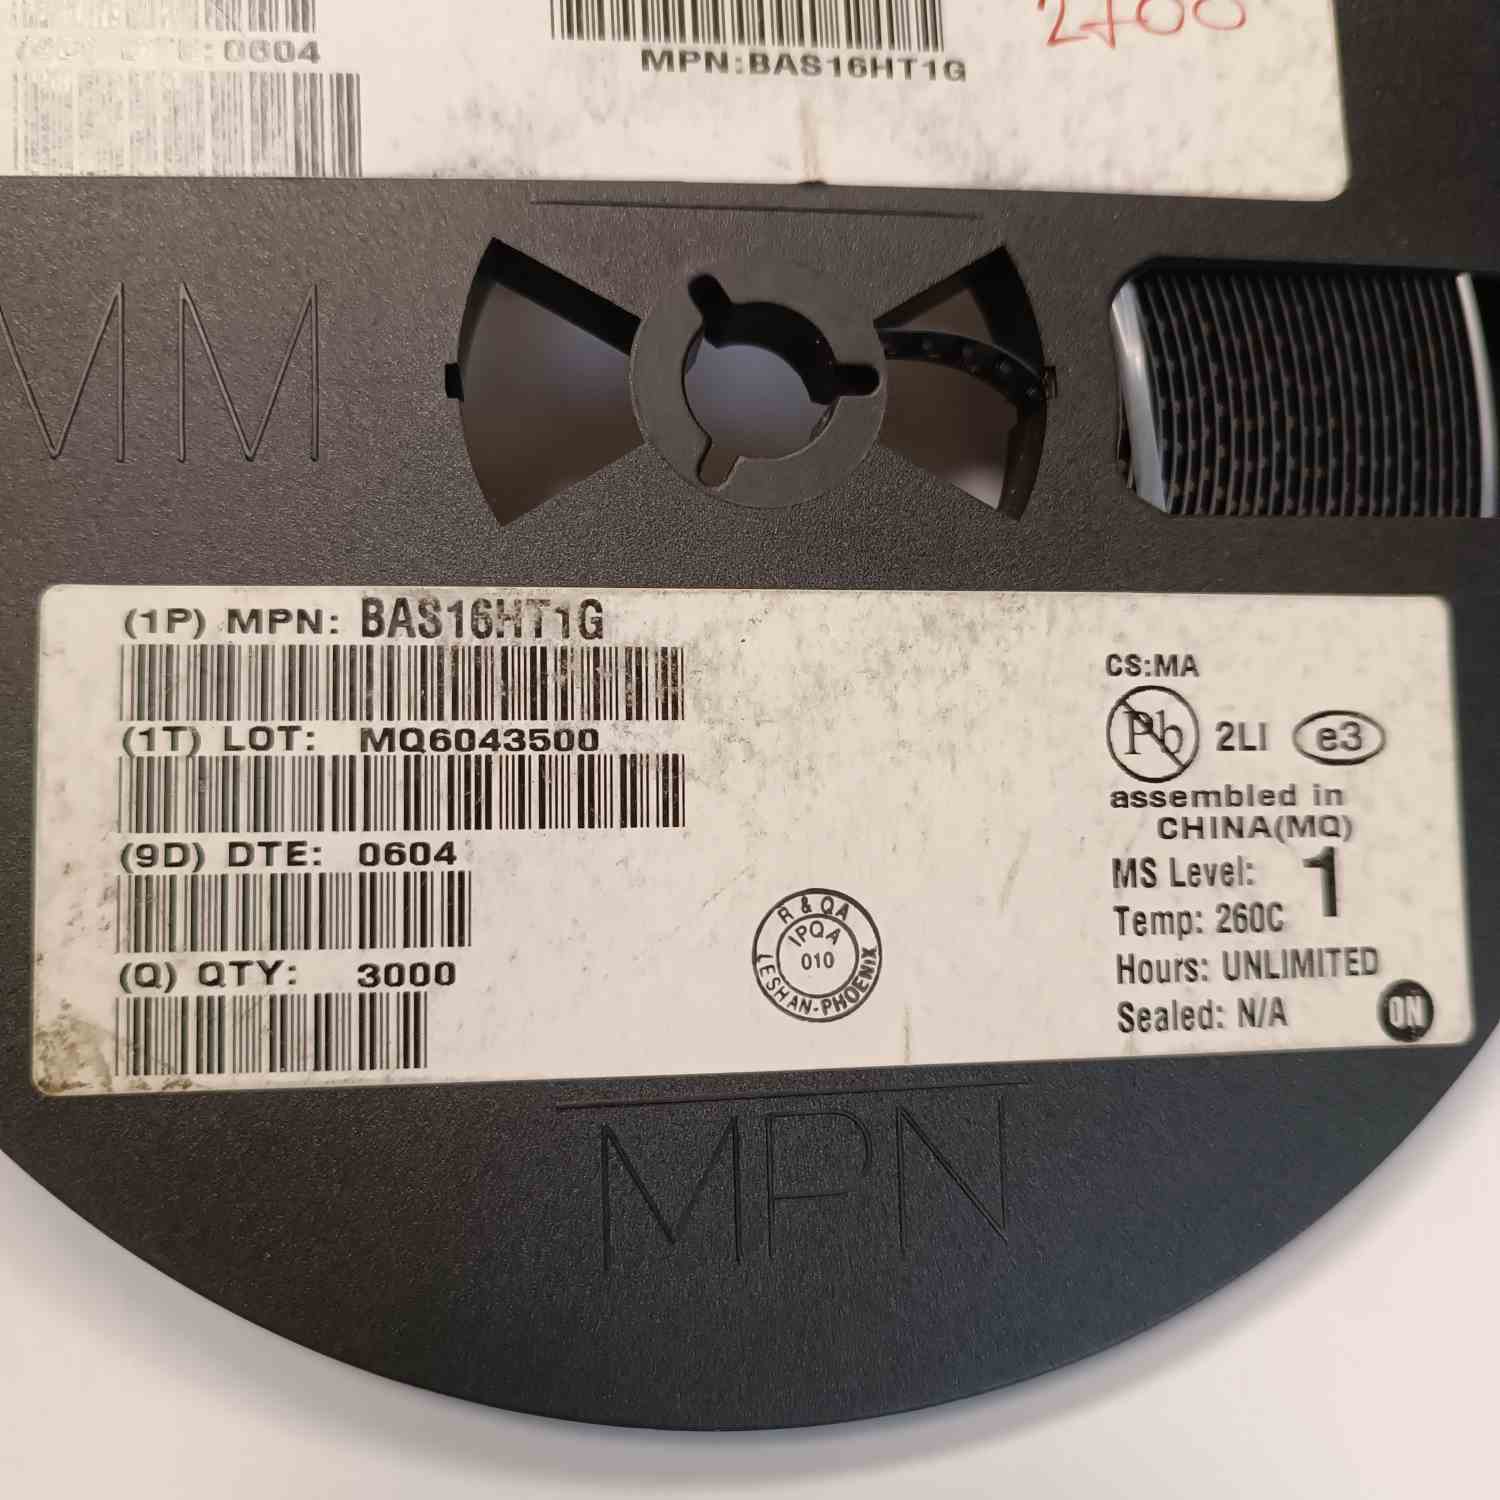 DTE:0604
MPN:BAS16HT1G
2700
MM
(1P) MPN: BAS16HT1G
(1T) LOT: MQ6043500
(9D) DTE: 0604
(Q) QTY: 3000
R & QA
IPQA
010
LESHAN-PHOENIX
CS:MA
Pb 2LI e3
assembled in
CHINA(MQ)
MS Level: 1
Temp: 260C
Hours: UNLIMITED
Sealed: N/A
ON
MPN